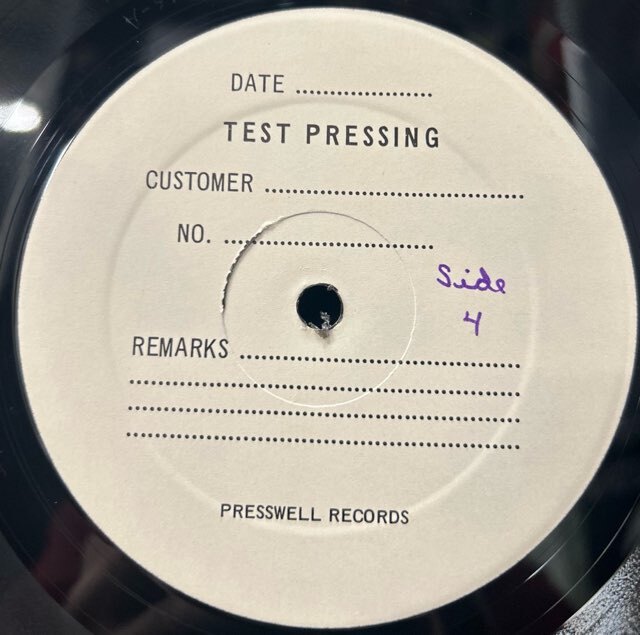 DATE ......................
TEST PRESSING
CUSTOMER ..........................................
NO. .................................
Side
4
REMARKS .............................................
..............................................................
..............................................................
..............................................................
PRESSWELL RECORDS